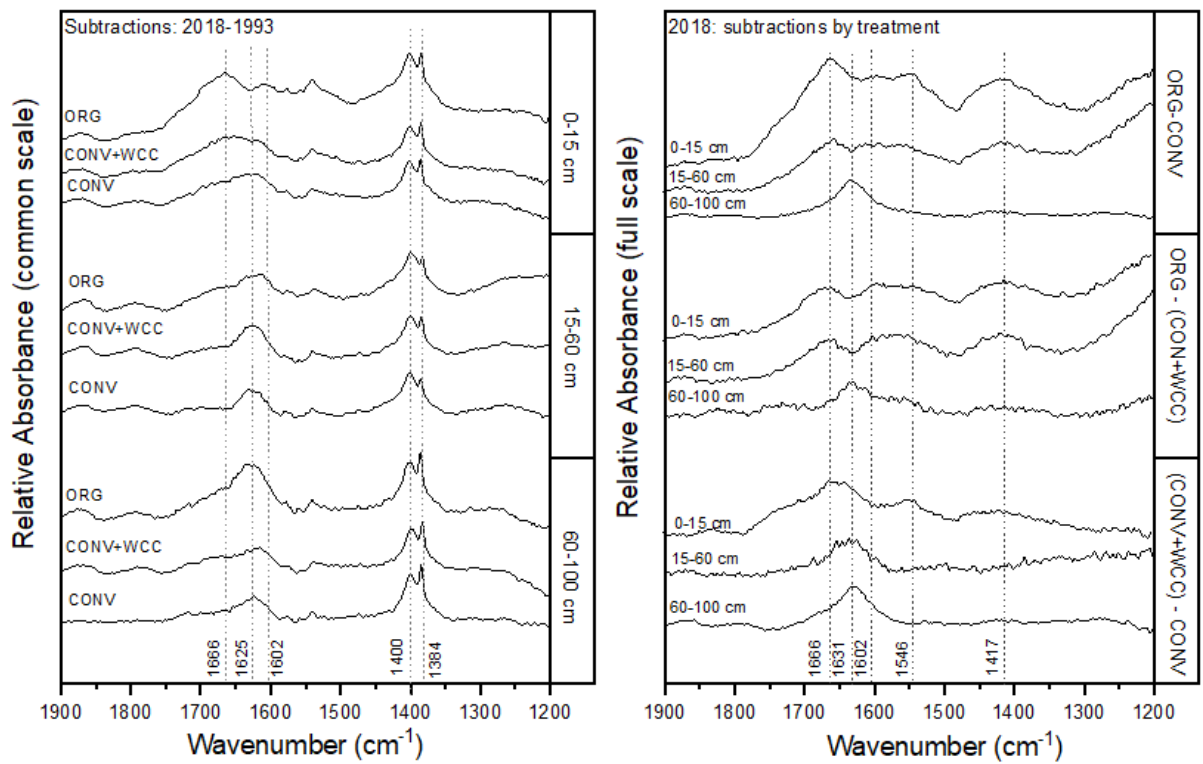 Subtractions: 2018-1993
Relative Absorbance (common scale)
ORG
CONV+WCC
CONV
0-15 cm
ORG
CONV+WCC
CONV
15-60 cm
ORG
CONV+WCC
CONV
60-100 cm
1666
1625
1602
1400
1384
1900 1800 1700 1600 1500 1400 1300 1200
Wavenumber (cm-1)
2018: subtractions by treatment
Relative Absorbance (full scale)
0-15 cm
15-60 cm
60-100 cm
ORG-CONV
0-15 cm
15-60 cm
60-100 cm
ORG - (CON+WCC)
0-15 cm
15-60 cm
60-100 cm
(CONV+WCC) - CONV
1666
1631
1602
1546
1417
1900 1800 1700 1600 1500 1400 1300 1200
Wavenumber (cm-1)